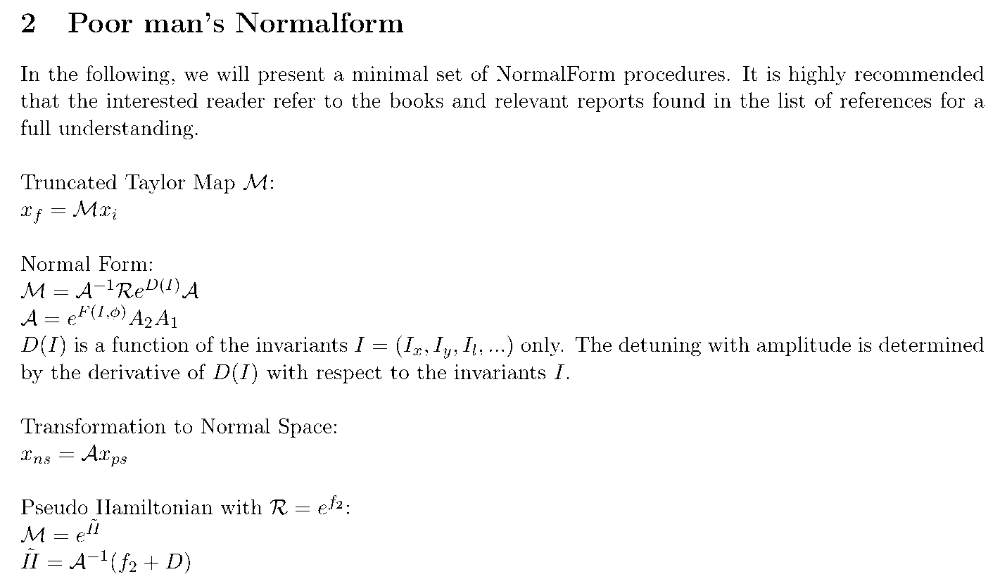 2 Poor man's Normalform
In the following, we will present a minimal set of NormalForm procedures. It is highly recommended
that the interested reader refer to the books and relevant reports found in the list of references for a
full understanding.
Truncated Taylor Map $\mathcal{M}$:
$x_f = \mathcal{M}x_i$
Normal Form:
$\mathcal{M} = \mathcal{A}^{-1}\mathcal{R}e^{D(I)}\mathcal{A}$
$\mathcal{A} = e^{F(I,\phi)}A_2A_1$
$D(I)$ is a function of the invariants $I = (I_x, I_y, I_l, ...)$ only. The detuning with amplitude is determined
by the derivative of $D(I)$ with respect to the invariants $I$.
Transformation to Normal Space:
$x_{ns} = \mathcal{A}x_{ps}$
Pseudo Hamiltonian with $\mathcal{R} = e^{f_2}$:
$\mathcal{M} = e^{\tilde{H}}$
$\tilde{H} = \mathcal{A}^{-1}(f_2 + D)$